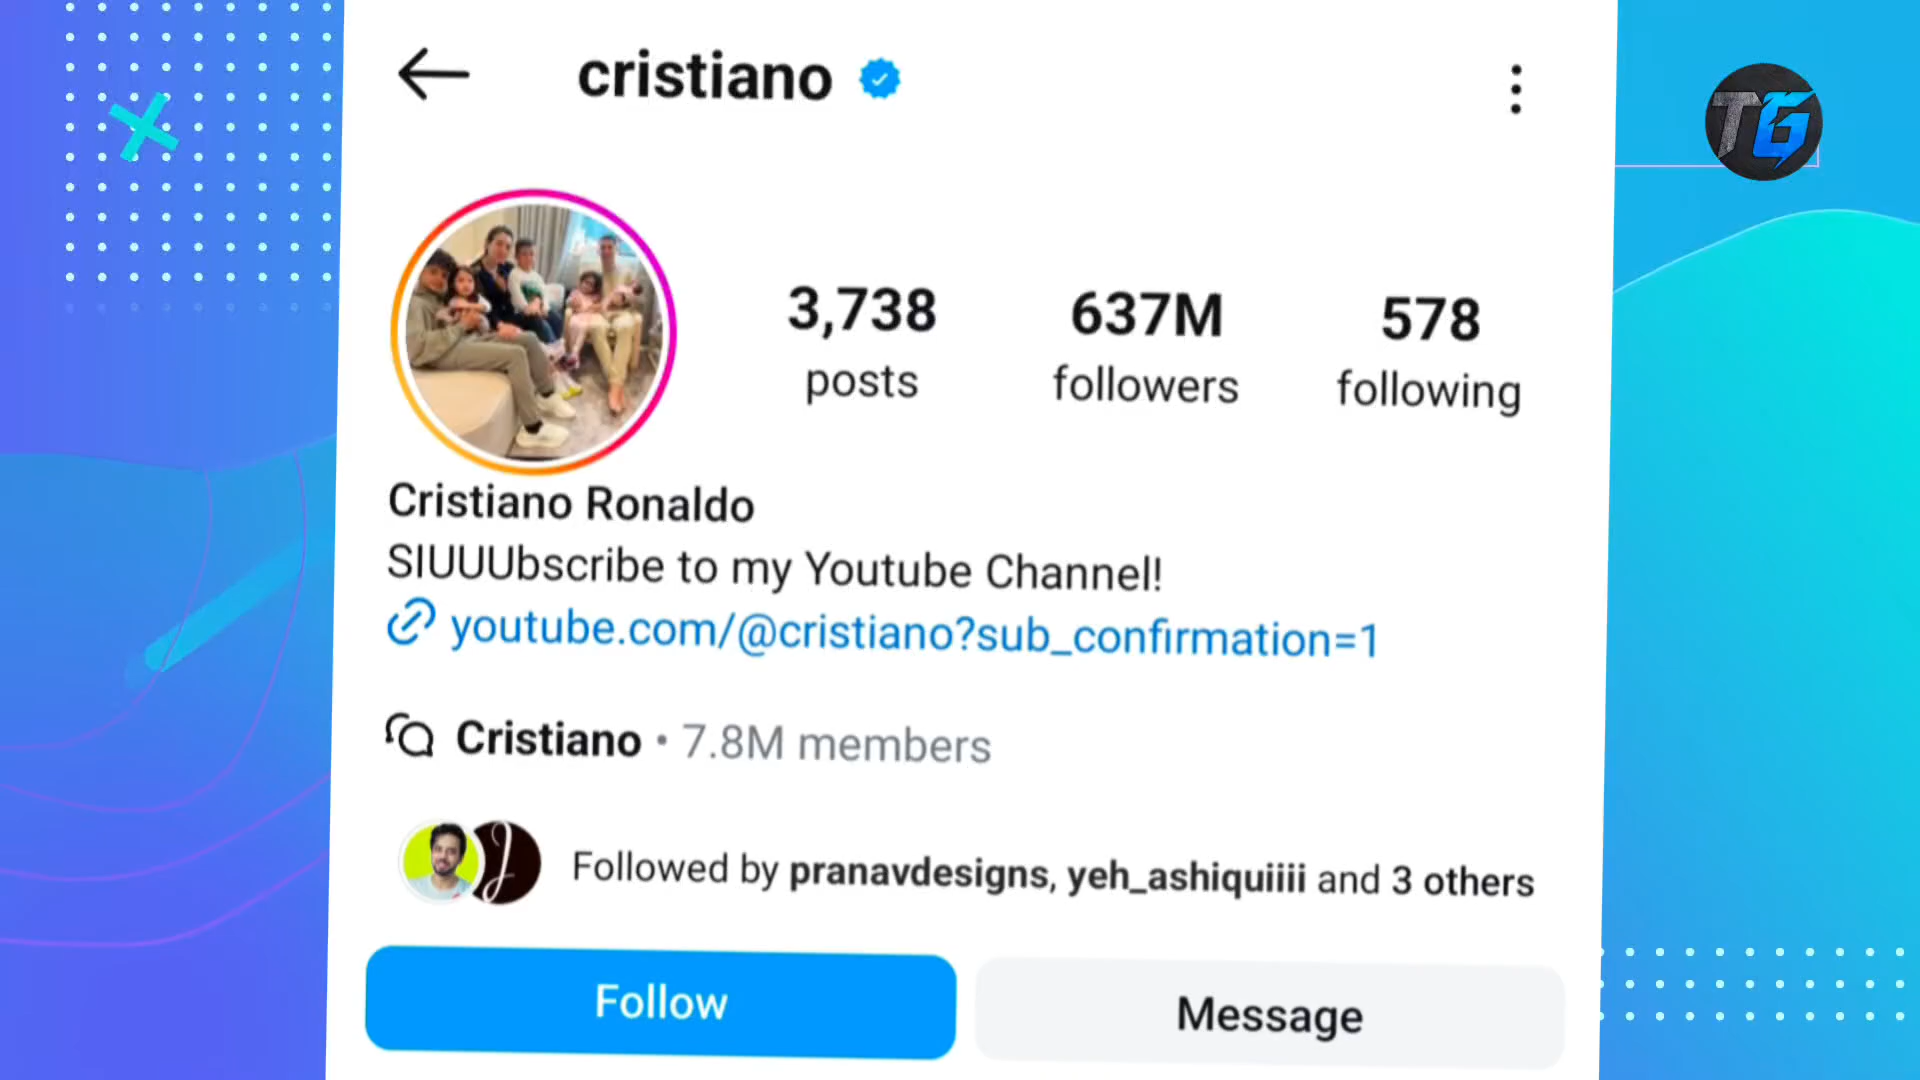 cristiano
TG
3,738
posts
637M
followers
578
following
Cristiano Ronaldo
SIUUUbscribe to my Youtube Channel!
youtube.com/@cristiano?sub_confirmation=1
Cristiano • 7.8M members
Followed by pranavdesigns, yeh_ashiquiiii and 3 others
Follow
Message